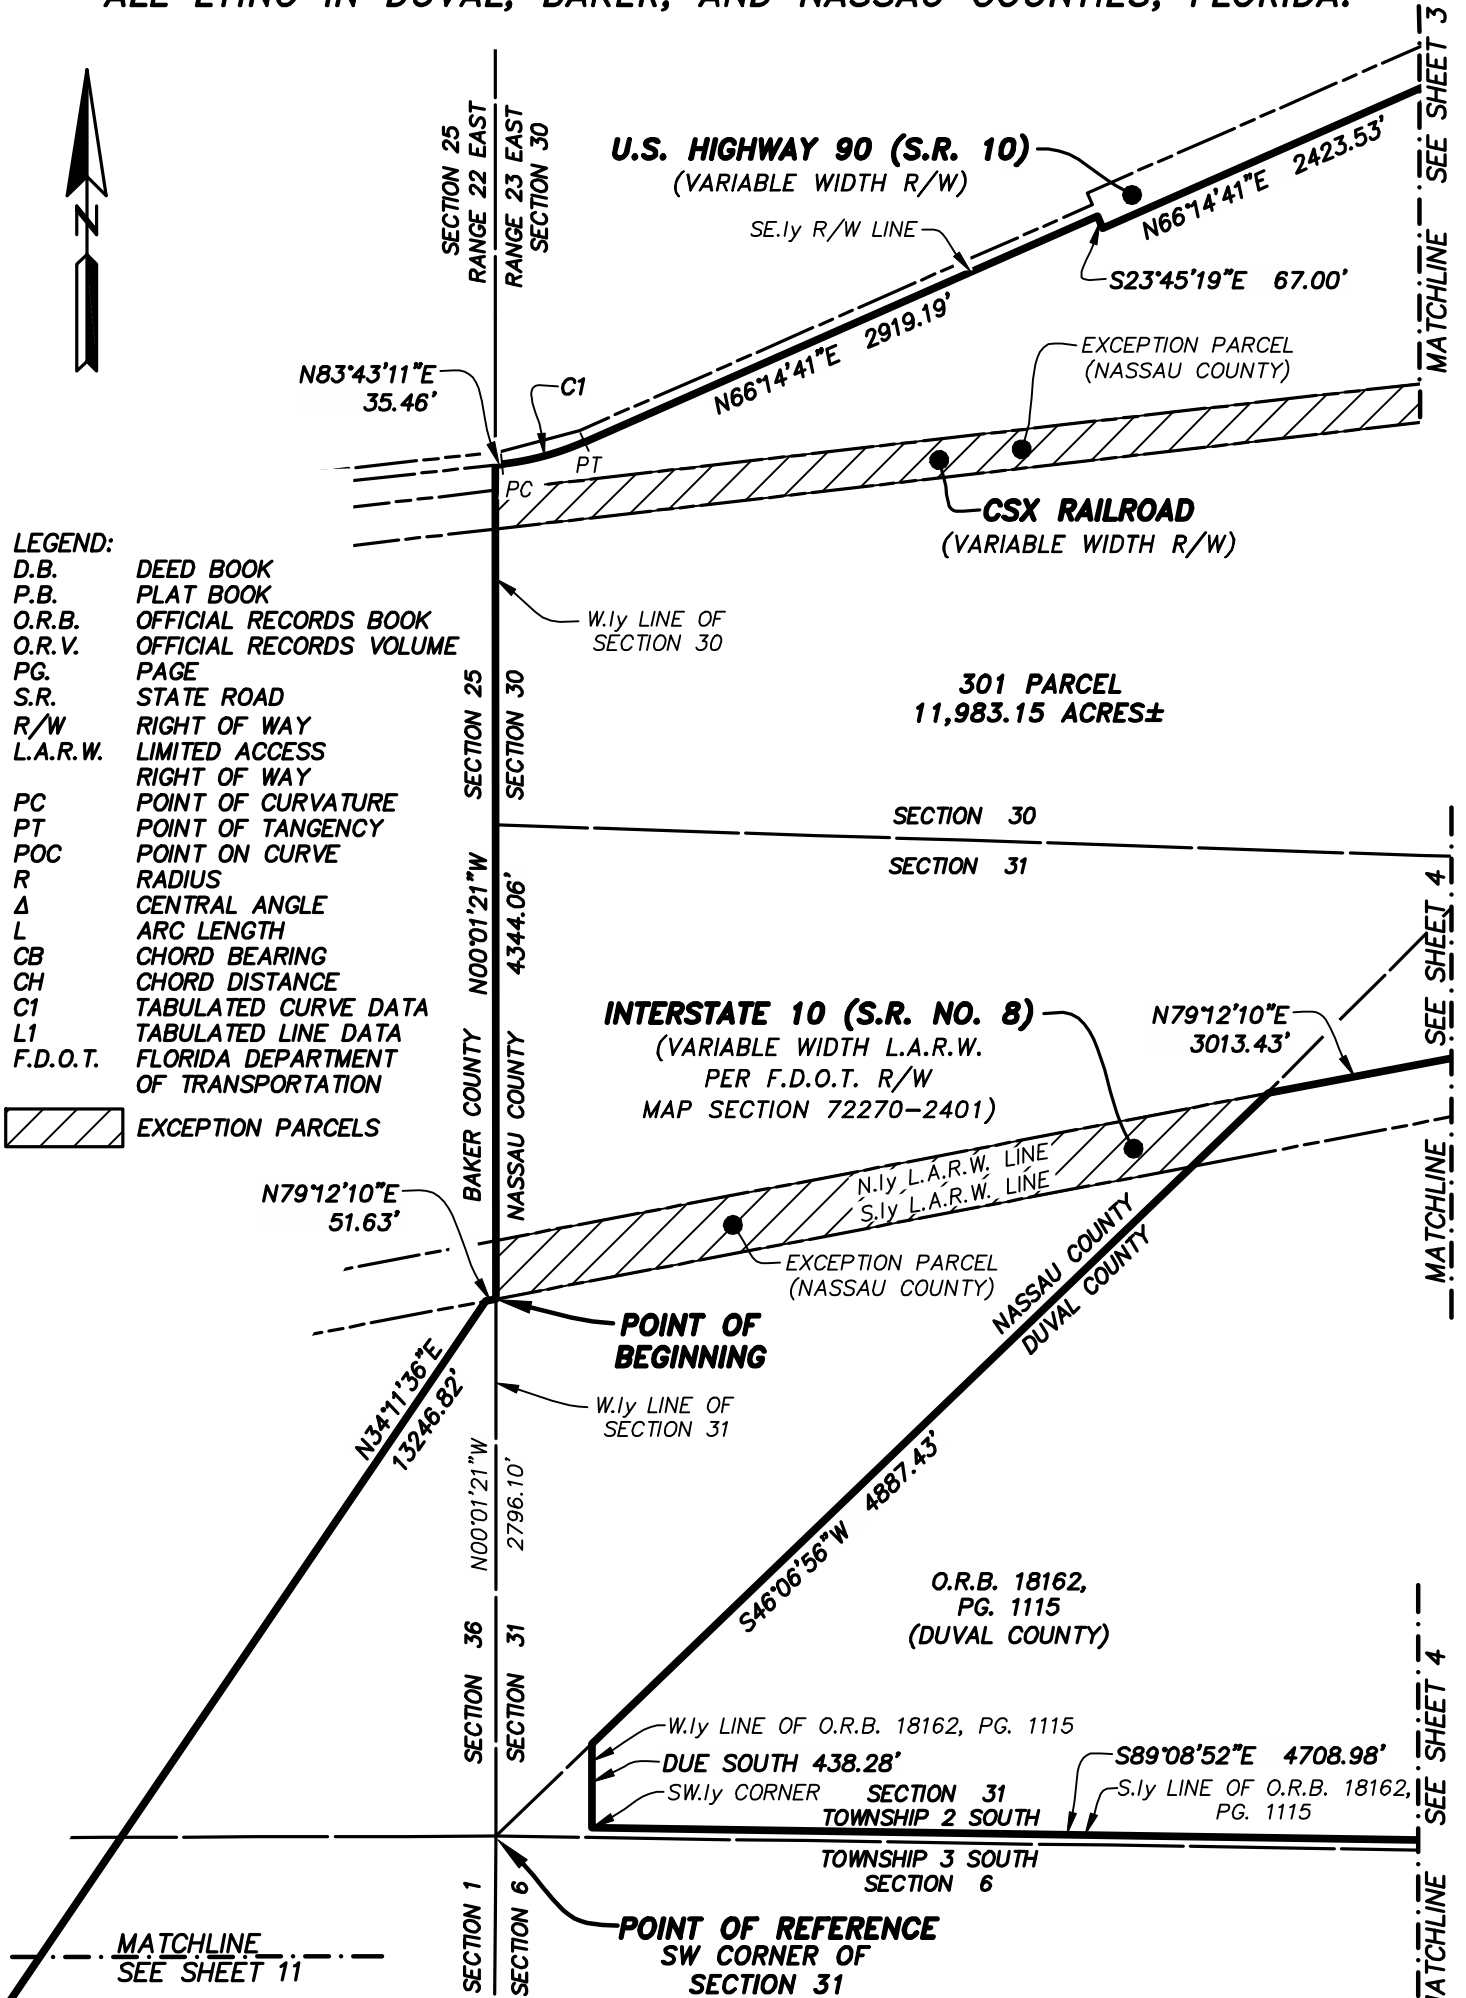 ALL LYING IN DUVAL, BAKER, AND NASSAU COUNTIES, FLORIDA.
N
SECTION 25
RANGE 22 EAST
RANGE 23 EAST
SECTION 30
U.S. HIGHWAY 90 (S.R. 10)
(VARIABLE WIDTH R/W)
SE.ly R/W LINE
N66°14'41"E 2423.53'
S23°45'19"E 67.00'
MATCHLINE SEE SHEET 3
N66°14'41"E 2919.19'
EXCEPTION PARCEL
(NASSAU COUNTY)
N83°43'11"E
35.46'
C1
PT
PC
CSX RAILROAD
(VARIABLE WIDTH R/W)
LEGEND:
D.B. DEED BOOK
P.B. PLAT BOOK
O.R.B. OFFICIAL RECORDS BOOK
O.R.V. OFFICIAL RECORDS VOLUME
PG. PAGE
S.R. STATE ROAD
R/W RIGHT OF WAY
L.A.R.W. LIMITED ACCESS
RIGHT OF WAY
PC POINT OF CURVATURE
PT POINT OF TANGENCY
POC POINT ON CURVE
R RADIUS
Δ CENTRAL ANGLE
L ARC LENGTH
CB CHORD BEARING
CH CHORD DISTANCE
C1 TABULATED CURVE DATA
L1 TABULATED LINE DATA
F.D.O.T. FLORIDA DEPARTMENT
OF TRANSPORTATION
EXCEPTION PARCELS
W.ly LINE OF
SECTION 30
SECTION 25
SECTION 30
301 PARCEL
11,983.15 ACRES±
SECTION 30
SECTION 31
BAKER COUNTY N00°01'21"W
NASSAU COUNTY 4344.06'
INTERSTATE 10 (S.R. NO. 8)
(VARIABLE WIDTH L.A.R.W.
PER F.D.O.T. R/W
MAP SECTION 72270-2401)
N79°12'10"E
3013.43'
MATCHLINE SEE SHEET 4
N.ly L.A.R.W. LINE
S.ly L.A.R.W. LINE
N79°12'10"E
51.63'
EXCEPTION PARCEL
(NASSAU COUNTY)
NASSAU COUNTY
DUVAL COUNTY
POINT OF
BEGINNING
N34°11'36"E
13246.82'
W.ly LINE OF
SECTION 31
N00°01'21"W
2796.10'
S46°06'56"W 4887.43'
O.R.B. 18162,
PG. 1115
(DUVAL COUNTY)
SECTION 36
SECTION 31
W.ly LINE OF O.R.B. 18162, PG. 1115
DUE SOUTH 438.28'
SW.ly CORNER
SECTION 31
TOWNSHIP 2 SOUTH
S89°08'52"E 4708.98'
S.ly LINE OF O.R.B. 18162,
PG. 1115
MATCHLINE SEE SHEET 4
TOWNSHIP 3 SOUTH
SECTION 6
SECTION 1
SECTION 6
POINT OF REFERENCE
SW CORNER OF
SECTION 31
MATCHLINE
SEE SHEET 11